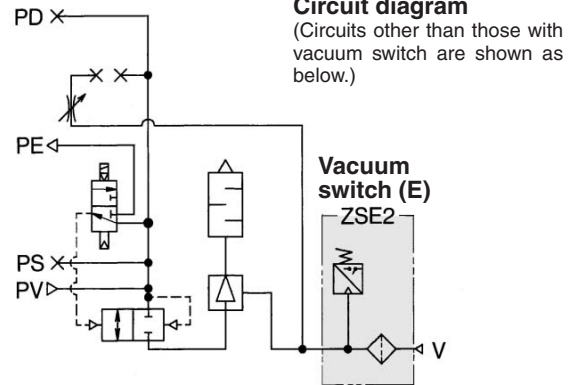 Circuit diagram
(Circuits other than those with
vacuum switch are shown as
below.)
PD
PE
Vacuum
switch (E)
ZSE2
PS
PV
V